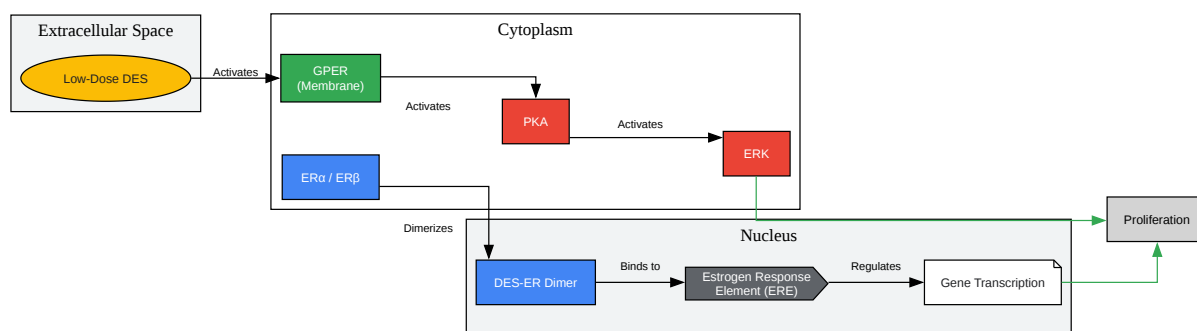 Extracellular Space
Low-Dose DES
Activates
Cytoplasm
GPER
(Membrane)
Activates
PKA
Activates
ERK
ERα / ERβ
Dimerizes
Nucleus
DES-ER Dimer
Binds to
Estrogen Response
Element (ERE)
Regulates
Gene Transcription
Proliferation